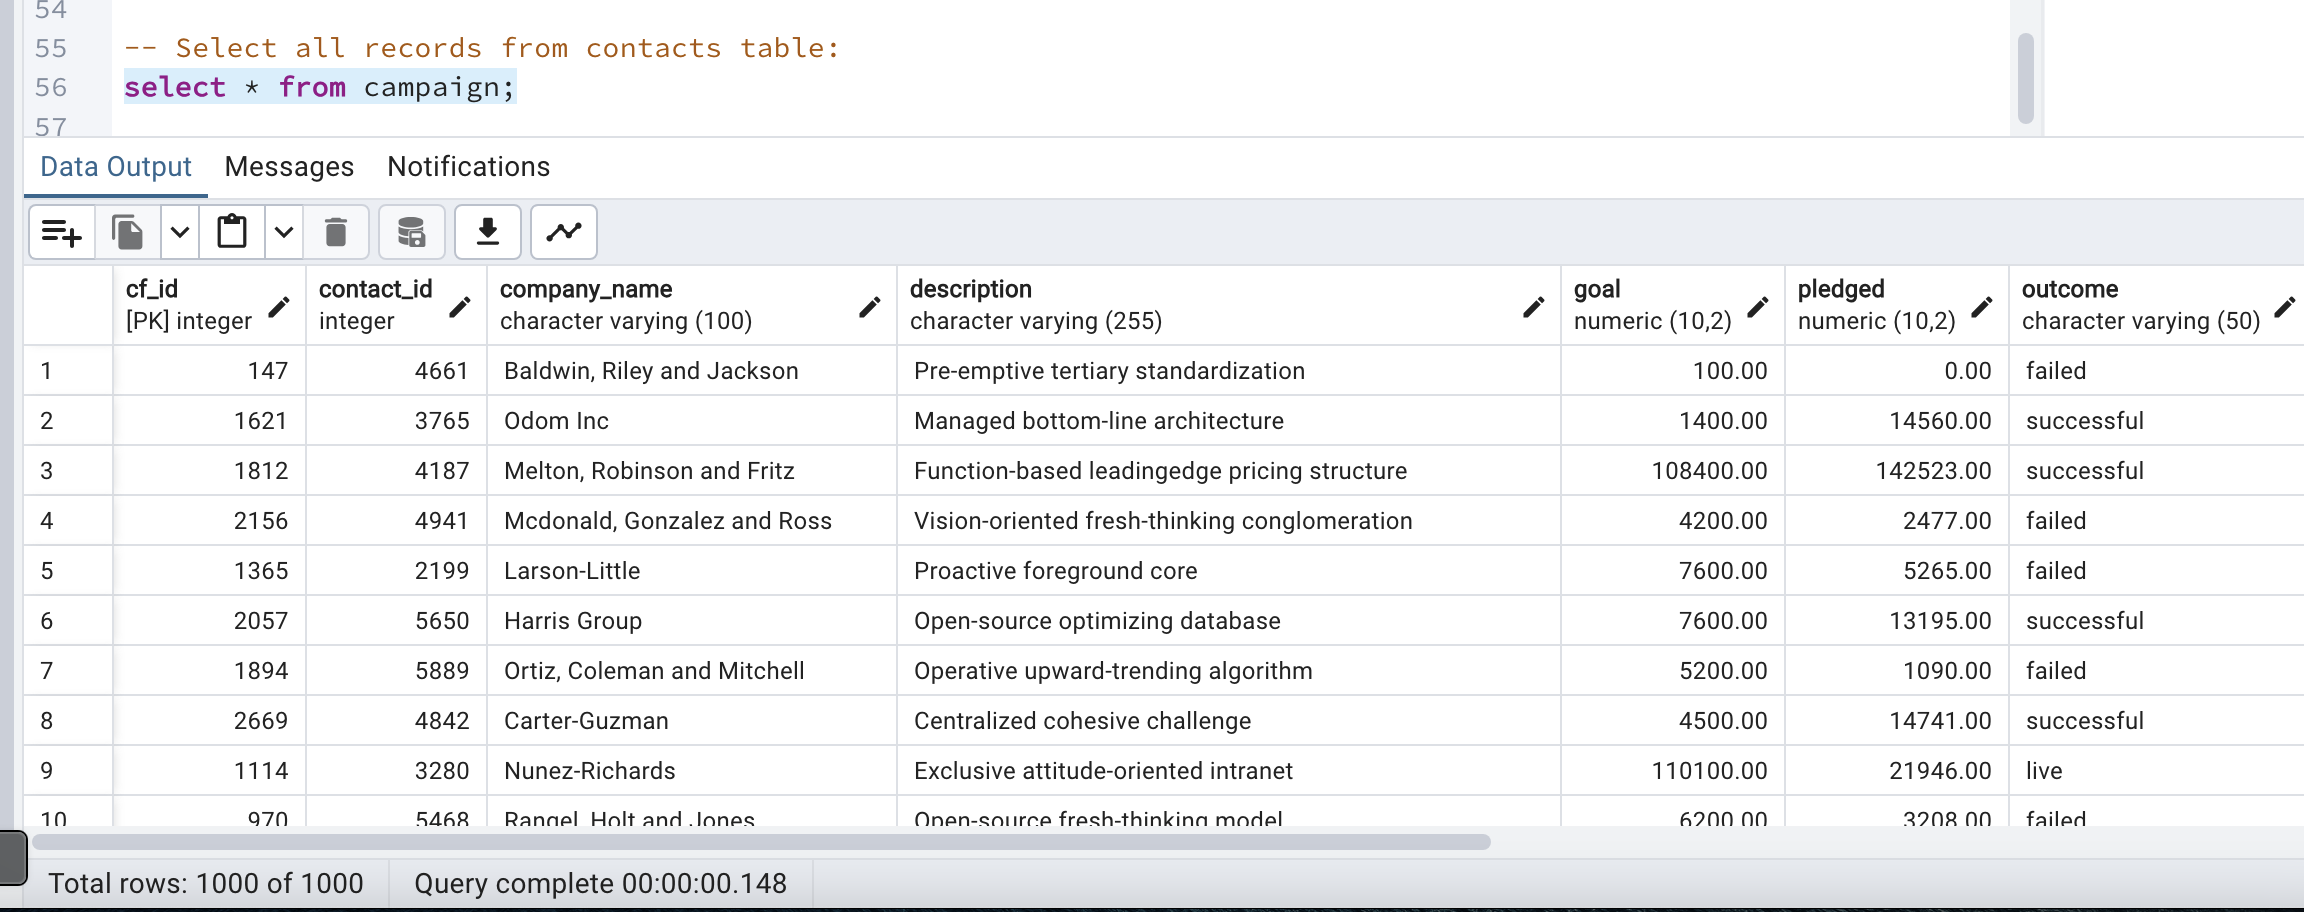 54
55 -- Select all records from contacts table:
56 select * from campaign;
57
Data Output Messages Notifications
cf_id contact_id company_name description goal pledged outcome
[PK] integer integer character varying (100) character varying (255) numeric (10,2) numeric (10,2) character varying (50)
1 147 4661 Baldwin, Riley and Jackson Pre-emptive tertiary standardization 100.00 0.00 failed
2 1621 3765 Odom Inc Managed bottom-line architecture 1400.00 14560.00 successful
3 1812 4187 Melton, Robinson and Fritz Function-based leadingedge pricing structure 108400.00 142523.00 successful
4 2156 4941 Mcdonald, Gonzalez and Ross Vision-oriented fresh-thinking conglomeration 4200.00 2477.00 failed
5 1365 2199 Larson-Little Proactive foreground core 7600.00 5265.00 failed
6 2057 5650 Harris Group Open-source optimizing database 7600.00 13195.00 successful
7 1894 5889 Ortiz, Coleman and Mitchell Operative upward-trending algorithm 5200.00 1090.00 failed
8 2669 4842 Carter-Guzman Centralized cohesive challenge 4500.00 14741.00 successful
9 1114 3280 Nunez-Richards Exclusive attitude-oriented intranet 110100.00 21946.00 live
10 970 5468 Rangel, Holt and Jones Open-source fresh-thinking model 6200.00 3208.00 failed
Total rows: 1000 of 1000 Query complete 00:00:00.148